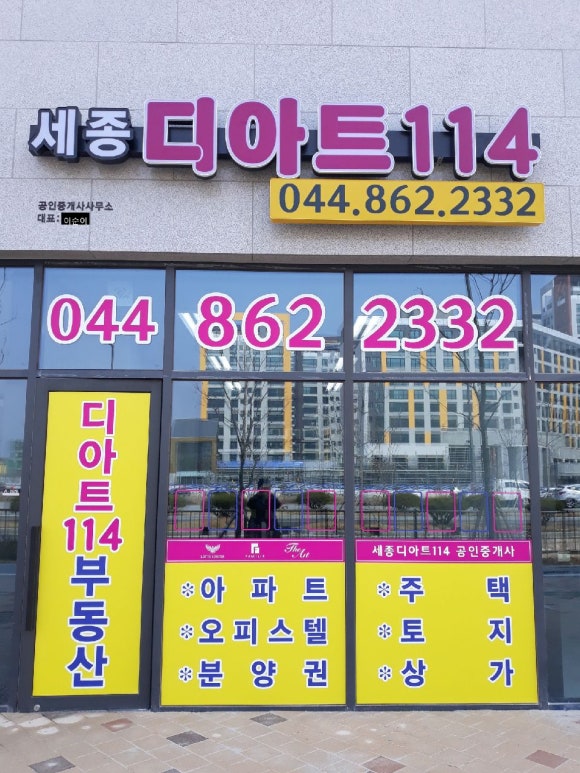 세종 디아트114
044.862.2332
공인중개사사무소
대표: 이순이
044 862 2332
디아트114부동산
The Art
세종디아트114 공인중개사
*아파트
*오피스텔
*분양권
*주택
*토지
*상가